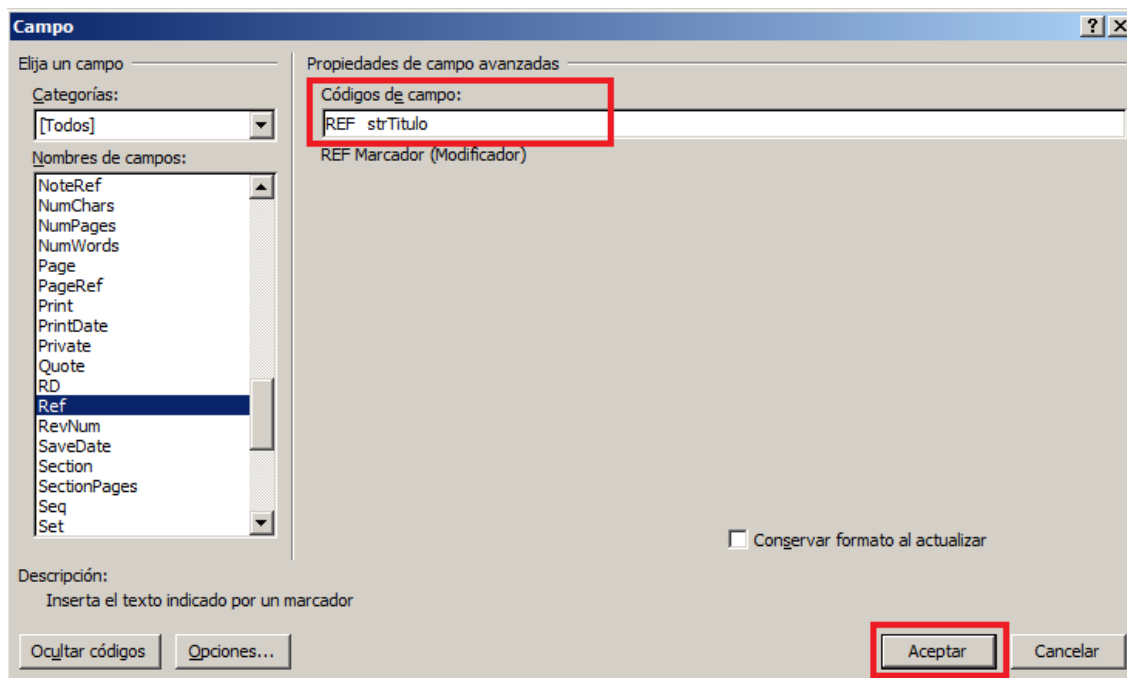 Campo
Elija un campo
Categorías:
[Todos]
Nombres de campos:
NoteRef
NumChars
NumPages
NumWords
Page
PageRef
Print
PrintDate
Private
Quote
RD
Ref
RevNum
SaveDate
Section
SectionPages
Seq
Set
Propiedades de campo avanzadas
Códigos de campo:
REF strTitulo
REF Marcador (Modificador)
Conservar formato al actualizar
Descripción:
Inserta el texto indicado por un marcador
Ocultar códigos
Opciones...
Aceptar
Cancelar